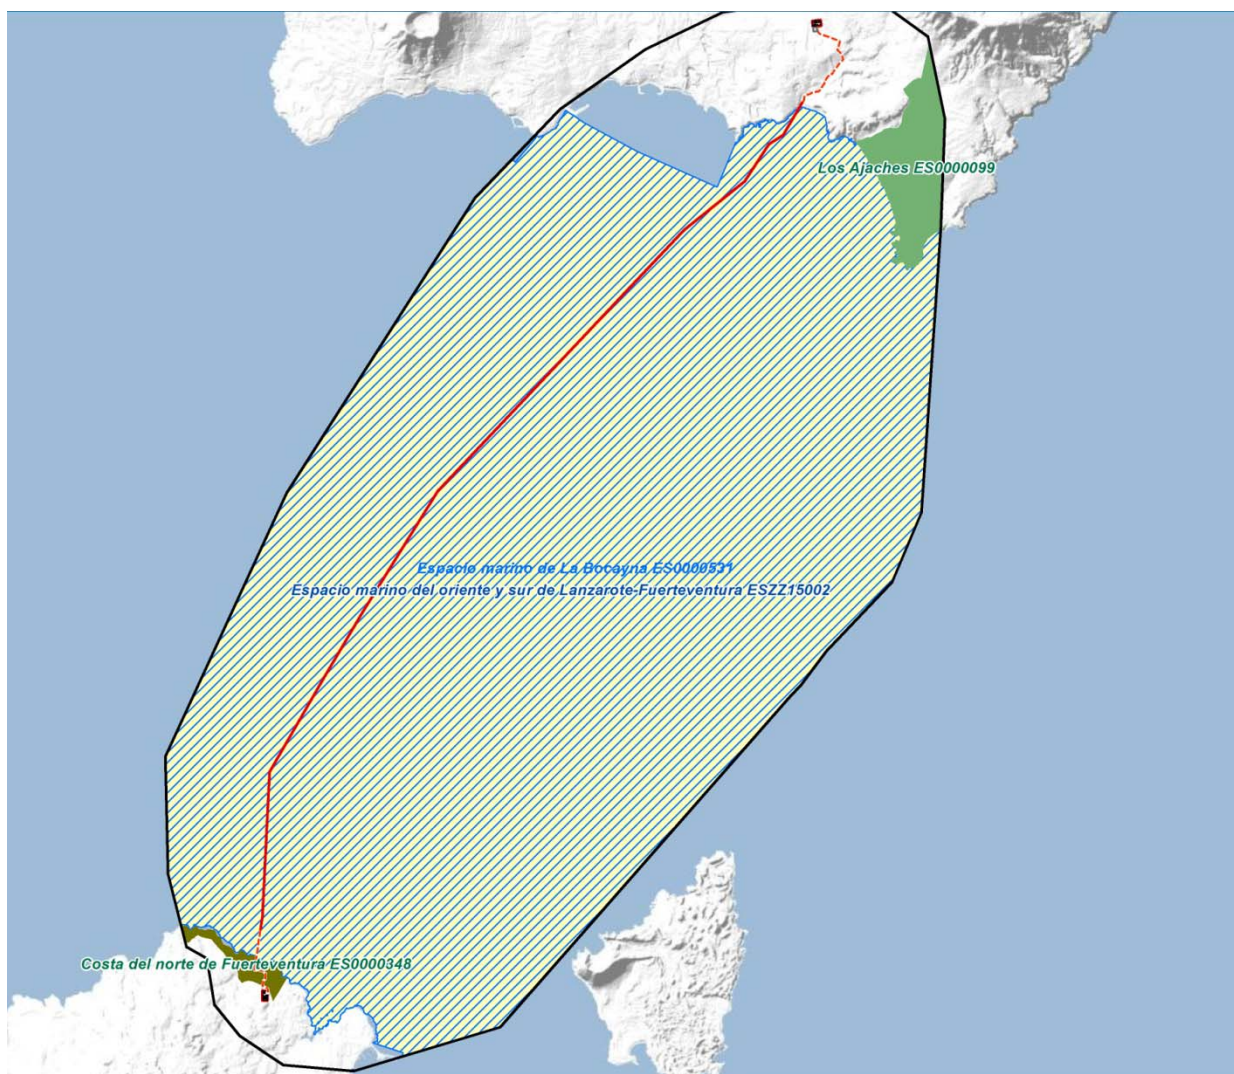 Los Ajaches ES0000099
Espacio marino de La Bocayna ES0000531
Espacio marino del oriente y sur de Lanzarote-Fuerteventura ESZZ15002
Costa del norte de Fuerteventura ES0000348